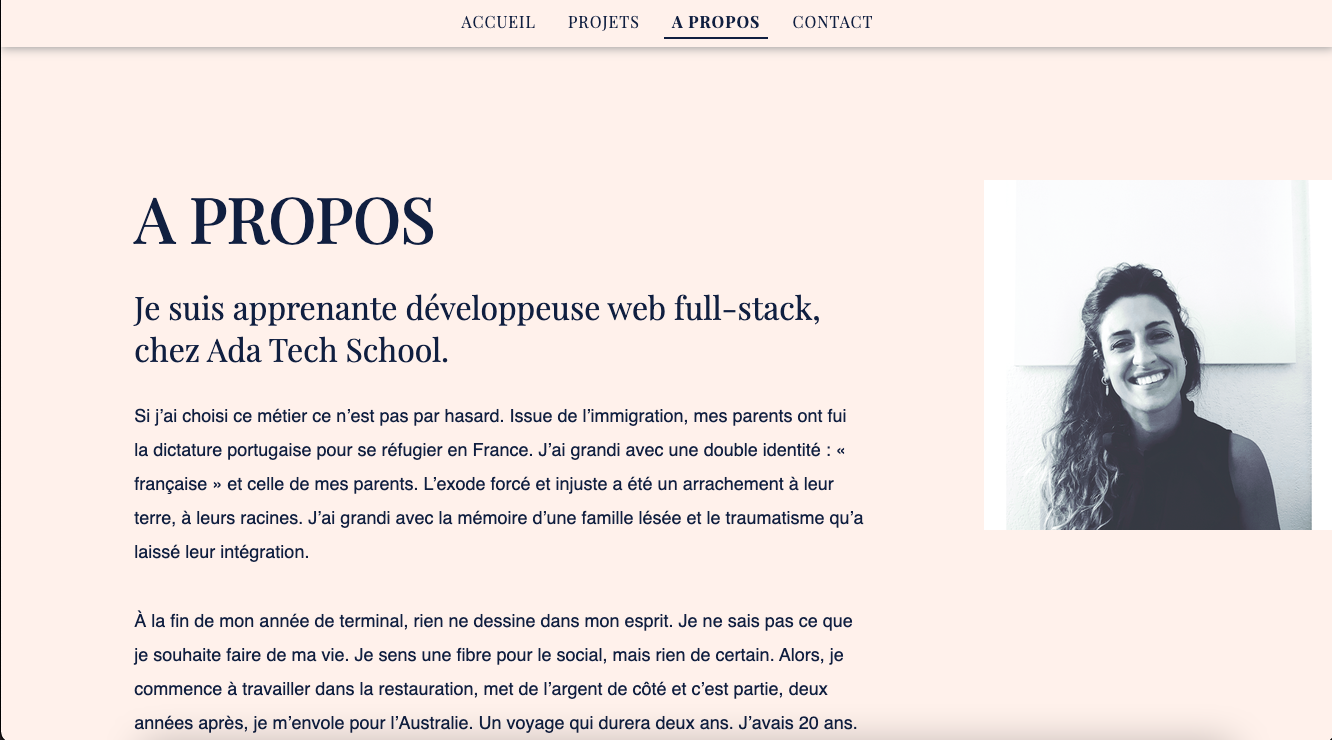 ACCUEIL PROJETS A PROPOS CONTACT
A PROPOS
Je suis apprenante développeuse web full-stack,
chez Ada Tech School.
Si j’ai choisi ce métier ce n’est pas par hasard. Issue de l’immigration, mes parents ont fui
la dictature portugaise pour se réfugier en France. J’ai grandi avec une double identité : «
française » et celle de mes parents. L’exode forcé et injuste a été un arrachement à leur
terre, à leurs racines. J’ai grandi avec la mémoire d’une famille lésée et le traumatisme qu’a
laissé leur intégration.
À la fin de mon année de terminal, rien ne dessine dans mon esprit. Je ne sais pas ce que
je souhaite faire de ma vie. Je sens une fibre pour le social, mais rien de certain. Alors, je
commence à travailler dans la restauration, met de l’argent de côté et c’est partie, deux
années après, je m’envole pour l’Australie. Un voyage qui durera deux ans. J’avais 20 ans.